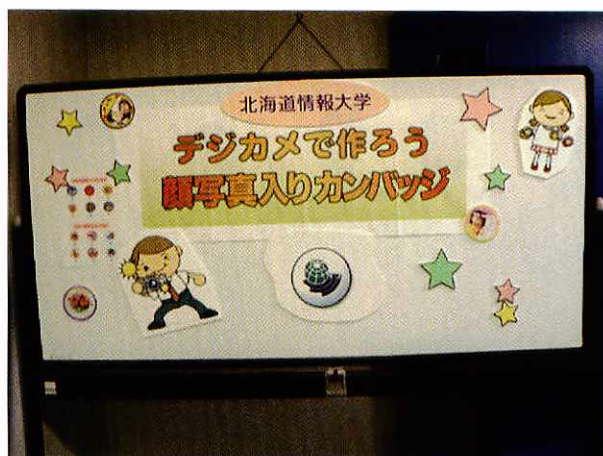 北海道情報大学
デジカメで作ろう
顔写真入りカンバッジ